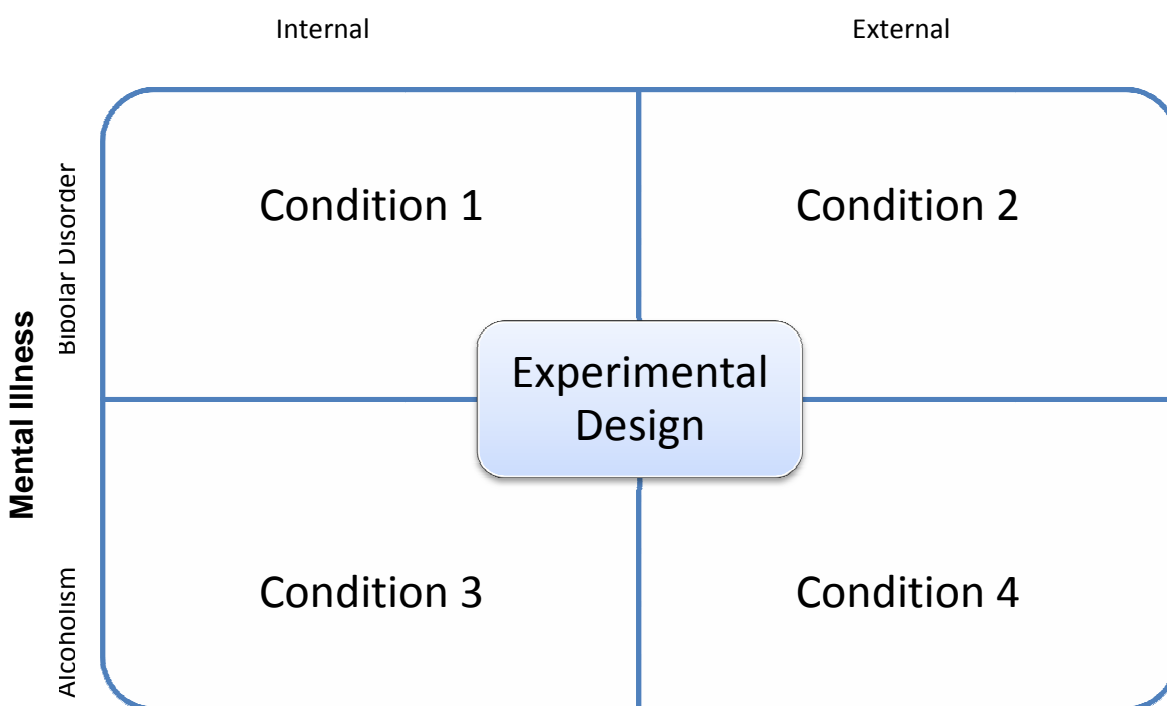 Internal External
Bipolar Disorder
Condition 1 Condition 2
Mental Illness
Experimental
Design
Alcoholism
Condition 3 Condition 4